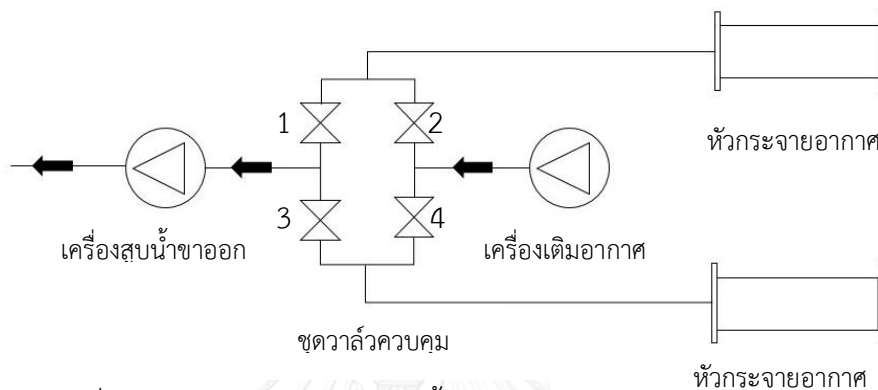 1
2
หัวกระจายอากาศ
3
4
เครื่องสูบน้ำขาออก
เครื่องเติมอากาศ
ชุดวาล์วควบคุม
หัวกระจายอากาศ